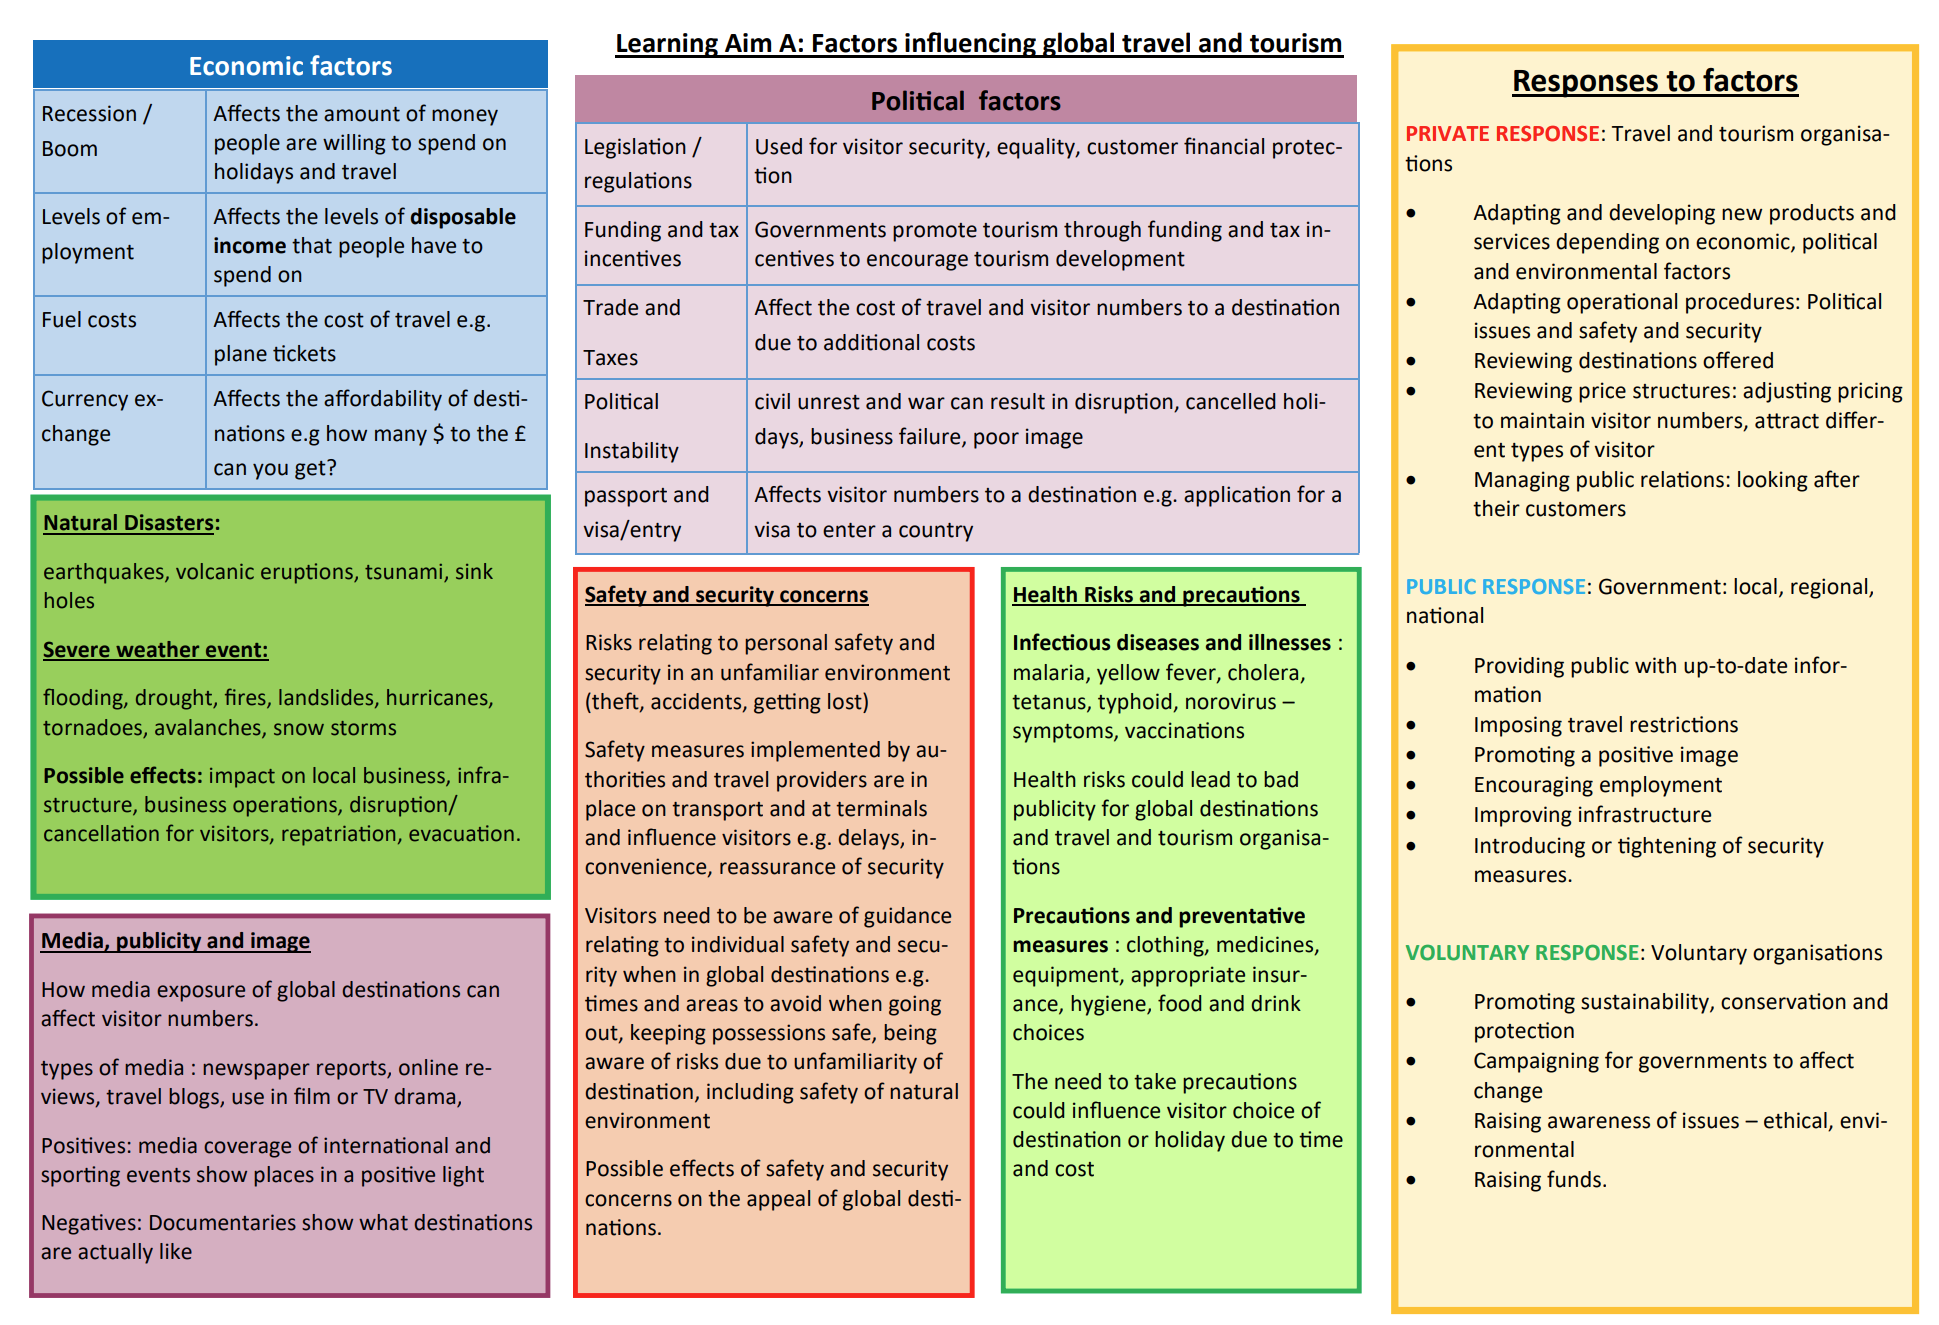 Learning Aim A: Factors influencing global travel and tourism
Economic factors
Recession /
Boom
Affects the amount of money
people are willing to spend on
holidays and travel
Levels of em-
ployment
Affects the levels of disposable
income that people have to
spend on
Fuel costs
Affects the cost of travel e.g.
plane tickets
Currency ex-
change
Affects the affordability of desti-
nations e.g how many $ to the £
can you get?
Natural Disasters:
earthquakes, volcanic eruptions, tsunami, sink
holes
Severe weather event:
flooding, drought, fires, landslides, hurricanes,
tornadoes, avalanches, snow storms
Possible effects: impact on local business, infra-
structure, business operations, disruption/
cancellation for visitors, repatriation, evacuation.
Media, publicity and image
How media exposure of global destinations can
affect visitor numbers.
types of media : newspaper reports, online re-
views, travel blogs, use in film or TV drama,
Positives: media coverage of international and
sporting events show places in a positive light
Negatives: Documentaries show what destinations
are actually like
Political  factors
Legislation /
regulations
Used for visitor security, equality, customer financial protec-
tion
Funding and tax
incentives
Governments promote tourism through funding and tax in-
centives to encourage tourism development
Trade and
Taxes
Affect the cost of travel and visitor numbers to a destination
due to additional costs
Political
Instability
civil unrest and war can result in disruption, cancelled holi-
days, business failure, poor image
passport and
visa/entry
Affects visitor numbers to a destination e.g. application for a
visa to enter a country
Safety and security concerns
Risks relating to personal safety and
security in an unfamiliar environment
(theft, accidents, getting lost)
Safety measures implemented by au-
thorities and travel providers are in
place on transport and at terminals
and influence visitors e.g. delays, in-
convenience, reassurance of security
Visitors need to be aware of guidance
relating to individual safety and secu-
rity when in global destinations e.g.
times and areas to avoid when going
out, keeping possessions safe, being
aware of risks due to unfamiliarity of
destination, including safety of natural
environment
Possible effects of safety and security
concerns on the appeal of global desti-
nations.
Health Risks and precautions
Infectious diseases and illnesses :
malaria, yellow fever, cholera,
tetanus, typhoid, norovirus –
symptoms, vaccinations
Health risks could lead to bad
publicity for global destinations
and travel and tourism organisa-
tions
Precautions and preventative
measures : clothing, medicines,
equipment, appropriate insur-
ance, hygiene, food and drink
choices
The need to take precautions
could influence visitor choice of
destination or holiday due to time
and cost
Responses to factors
PRIVATE RESPONSE: Travel and tourism organisa-
tions
• Adapting and developing new products and
services depending on economic, political
and environmental factors
• Adapting operational procedures: Political
issues and safety and security
• Reviewing destinations offered
• Reviewing price structures: adjusting pricing
to maintain visitor numbers, attract differ-
ent types of visitor
• Managing public relations: looking after
their customers
PUBLIC RESPONSE: Government: local, regional,
national
• Providing public with up-to-date infor-
mation
• Imposing travel restrictions
• Promoting a positive image
• Encouraging employment
• Improving infrastructure
• Introducing or tightening of security
measures.
VOLUNTARY RESPONSE: Voluntary organisations
• Promoting sustainability, conservation and
protection
• Campaigning for governments to affect
change
• Raising awareness of issues – ethical, envi-
ronmental
• Raising funds.